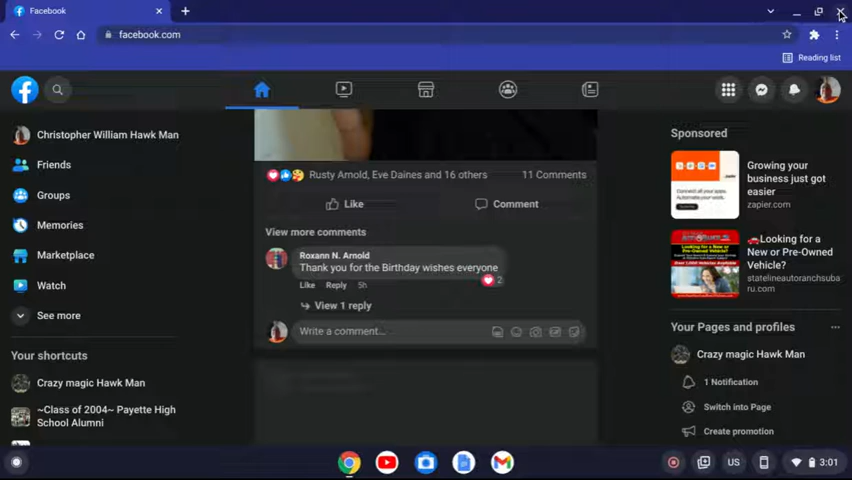 Facebook
facebook.com
Reading list
Christopher William Hawk Man
Friends
Groups
Memories
Marketplace
Watch
See more
Your shortcuts
Crazy magic Hawk Man
~Class of 2004~ Payette High
School Alumni
Rusty Arnold, Eve Daines and 16 others
11 Comments
Like
Comment
View more comments
Roxann N. Arnold
Thank you for the Birthday wishes everyone
2
Like Reply 5h
View 1 reply
Write a comment...
Sponsored
Growing your
business just got
easier
zapier.com
Looking for a
New or Pre-Owned
Vehicle?
statelineautoranchsuba
ru.com
Your Pages and profiles
Crazy magic Hawk Man
1 Notification
Switch into Page
Create promotion
US
3:01